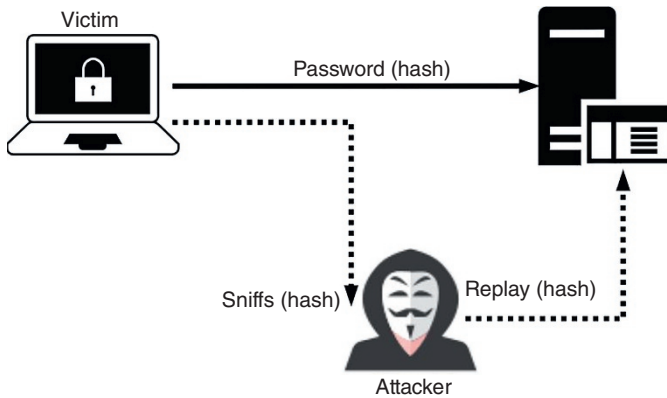 Victim
Password (hash)
Sniffs (hash)
Replay (hash)
Attacker